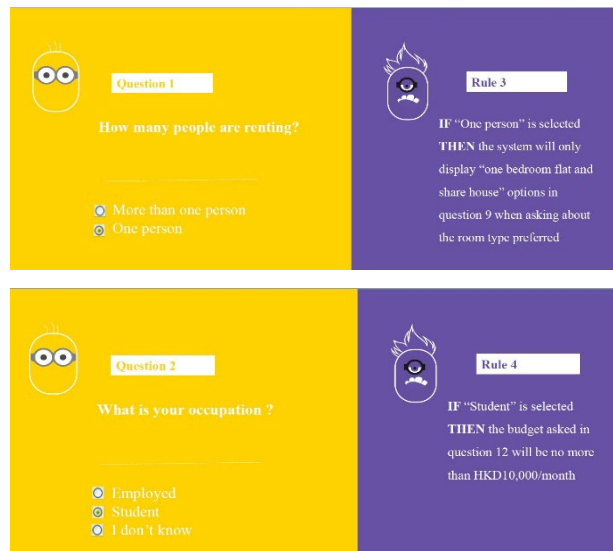 Question 1
How many people are renting?
More than one person
One person
Rule 3
IF “One person” is selected
THEN the system will only
display “one bedroom flat and
share house” options in
question 9 when asking about
the room type preferred
Question 2
What is your occupation ?
Employed
Student
I don’t know
Rule 4
IF “Student” is selected
THEN the budget asked in
question 12 will be no more
than HKD10,000/month